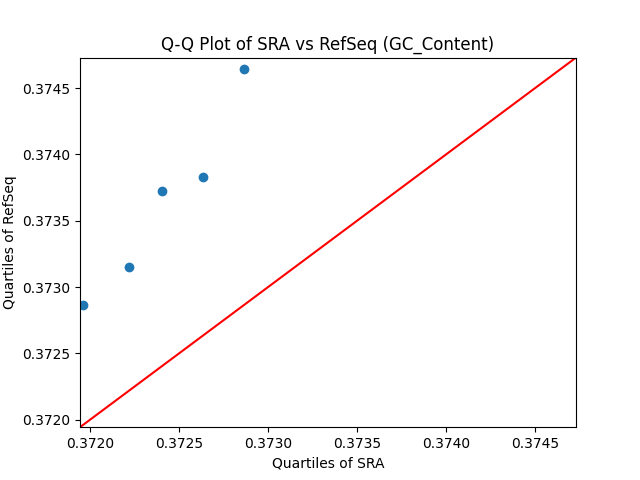 Q-Q Plot of SRA vs RefSeq (GC_Content)
Quartiles of RefSeq
0.3745
0.3740
0.3735
0.3730
0.3725
0.3720
0.3720 0.3725 0.3730 0.3735 0.3740 0.3745
Quartiles of SRA